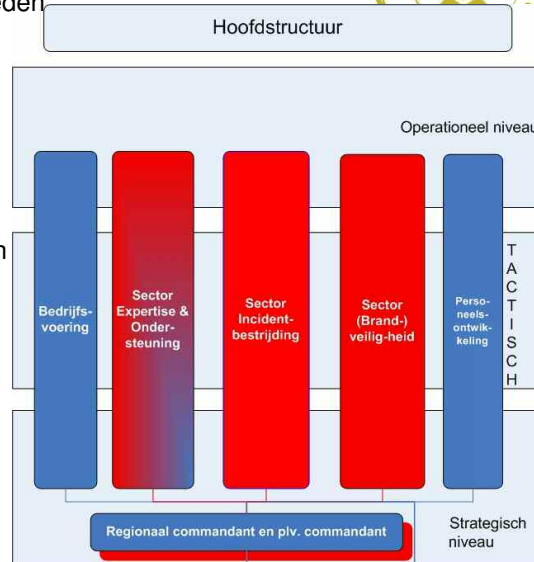 eden
Hoofdstructuur
Operationeel niveau
n
T
A
C
T
I
S
C
H
Bedrijfs-
voering
Sector
Expertise &
Onder-
steuning
Sector
Incident-
bestrijding
Sector
(Brand-)
veilig-heid
Perso-
neels-
ontwik-
keling
Regionaal commandant en plv. commandant
Strategisch
niveau